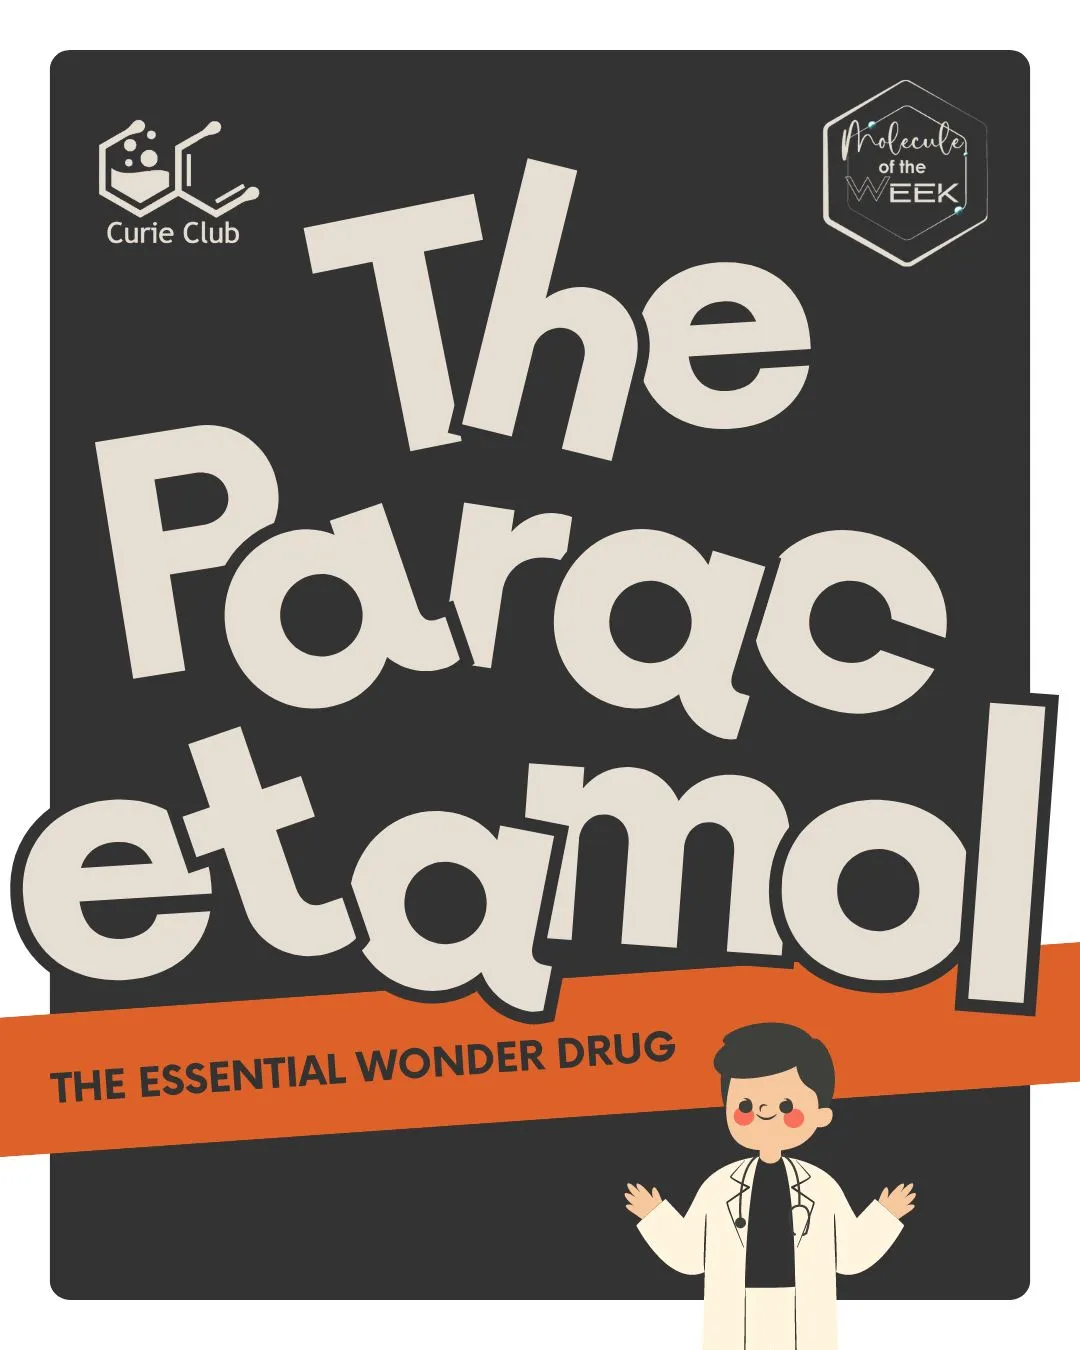 Curie Club
Molecule
of the
WEEK
The
Parac
etamol
THE ESSENTIAL WONDER DRUG